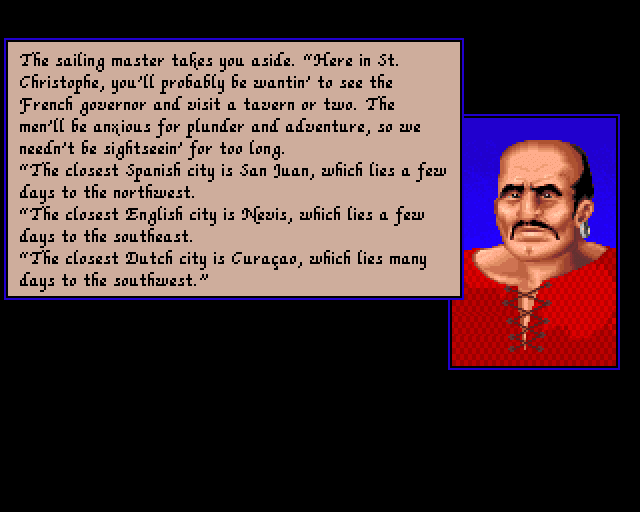 The sailing master takes you aside. “Here in St.
Christophe, you'll probably be wantin' to see the
French governor and visit a tavern or two. The
men'll be anxious for plunder and adventure, so we
needn't be sightseein' for too long.
“The closest Spanish city is San Juan, which lies a few
days to the northwest.
“The closest English city is Nevis, which lies a few
days to the southeast.
“The closest Dutch city is Curaçao, which lies many
days to the southwest.”